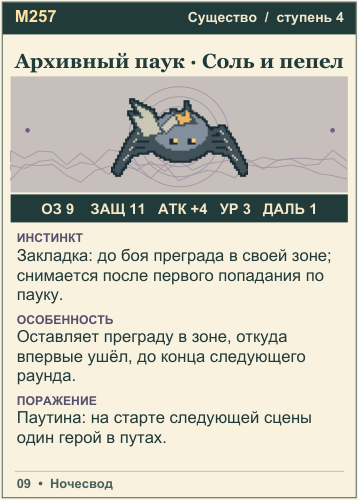 М257
Существо / ступень 4
Архивный паук · Соль и пепел
ОЗ 9 ЗАЩ 11 АТК +4 УР 3 ДАЛЬ 1
ИНСТИНКТ
Закладка: до боя преграда в своей зоне;
снимается после первого попадания по
пауку.
ОСОБЕННОСТЬ
Оставляет преграду в зоне, откуда
впервые ушёл, до конца следующего
раунда.
ПОРАЖЕНИЕ
Паутина: на старте следующей сцены
один герой в путах.
09 • Ночесвод